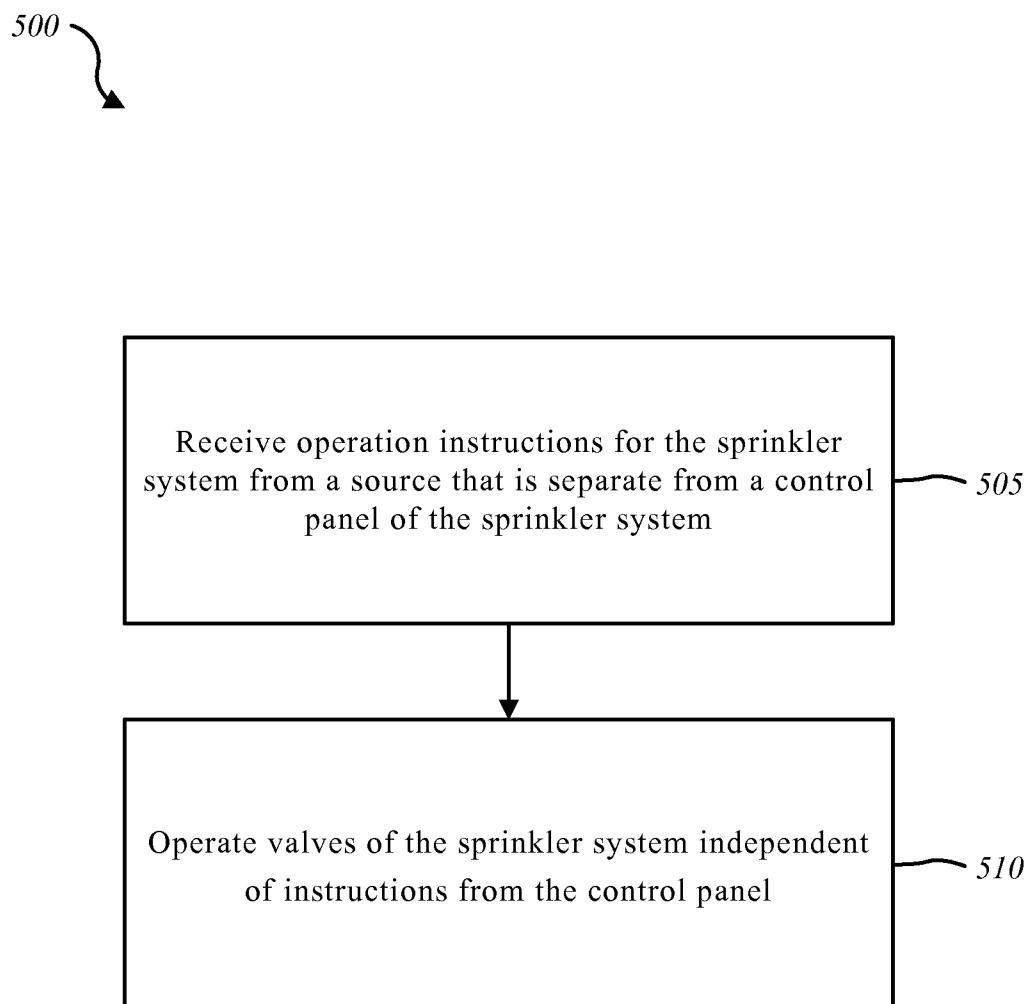 500
Receive operation instructions for the sprinkler
system from a source that is separate from a control
panel of the sprinkler system
505
Operate valves of the sprinkler system independent
of instructions from the control panel
510